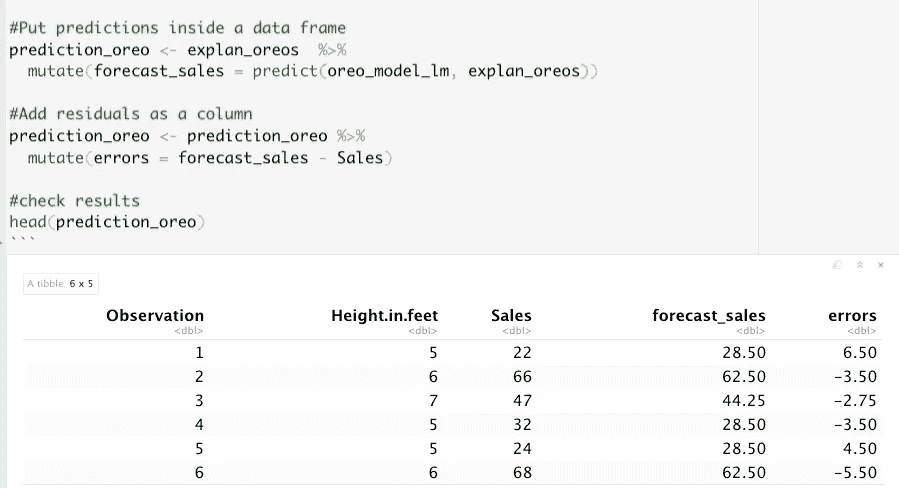 #Put predictions inside a data frame
prediction_oreo <- explan_oreos  %>%
  mutate(forecast_sales = predict(oreo_model_lm, explan_oreos))
#Add residuals as a column
prediction_oreo <- prediction_oreo %>%
  mutate(errors = forecast_sales - Sales)
#check results
head(prediction_oreo)
```
A tibble: 6 x 5
Observation Height.in.feet Sales forecast_sales errors
<dbl> <dbl> <dbl> <dbl> <dbl>
1 5 22 28.50 6.50
2 6 66 62.50 -3.50
3 7 47 44.25 -2.75
4 5 32 28.50 -3.50
5 5 24 28.50 4.50
6 6 68 62.50 -5.50